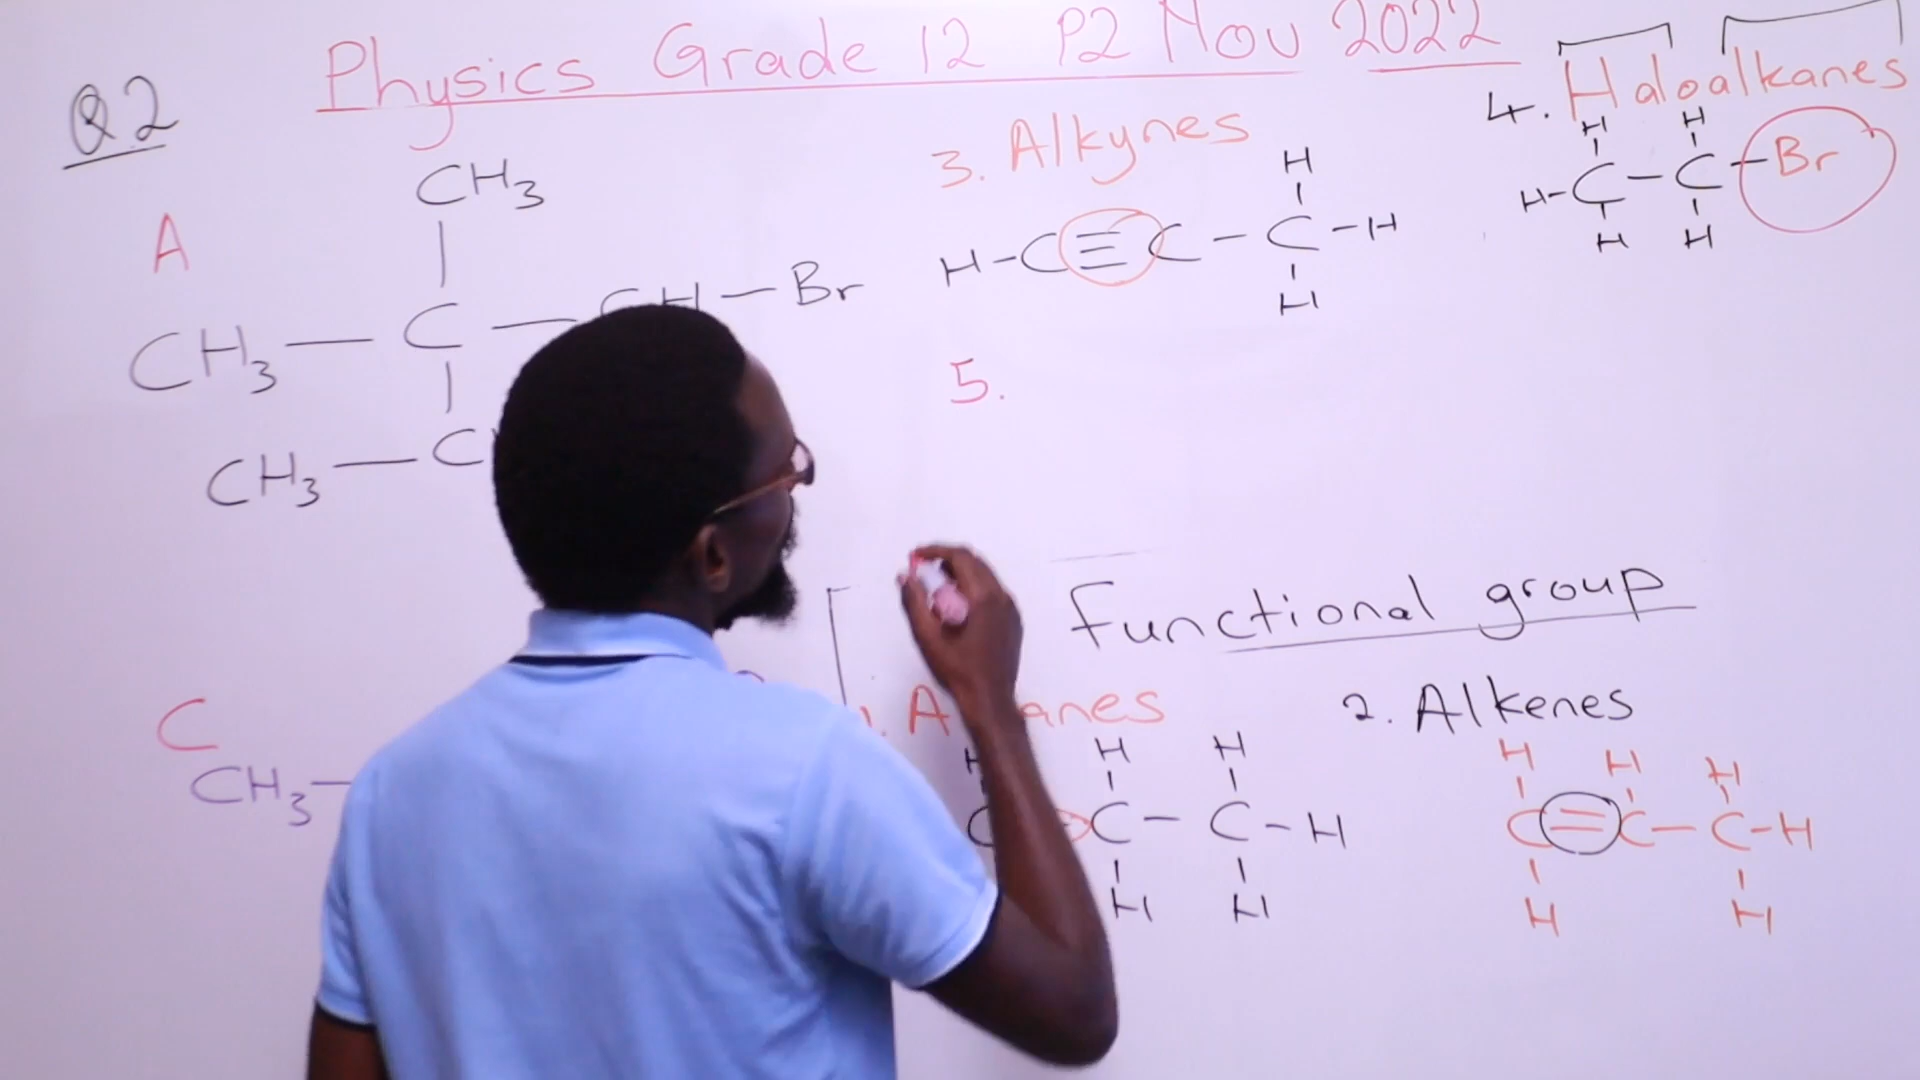 Physics Grade 12 P2 Nov 2022
Q2
A
CH3
|
CH3 — C — CH — Br
|
CH3 — C
C
CH3 —
3. Alkynes
H
H-C≡C-C-H
H
4. Haloalkanes
H H
H-C-C-Br
H H
5.
Functional group
1. A anes
H H
C - C - H
H H
2. Alkenes
H H H
C=C-C-H
H H